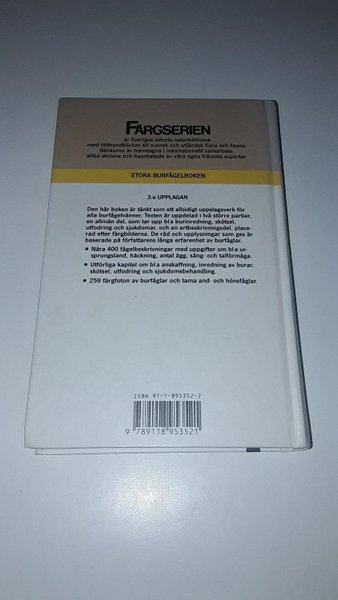 FÄRGSERIEN
är Sveriges största naturbibliotek
med fälthandböcker till svensk och utländsk flora och fauna.
Böckerna är framtagna i internationellt samarbete,
alltid skrivna och bearbetade av våra egna främsta experter.
STORA BURFÅGELBOKEN
3:e UPPLAGAN
Den här boken är tänkt som ett allsidigt uppslagsverk för
alla burfågelvänner. Texten är uppdelad i två större partier,
en allmän del, som tar upp bl a burinredning, skötsel,
utfodring och sjukdomar, och en artbeskrivningsdel, place-
rad efter färgbilderna. De råd och upplysningar som ges är
baserade på författarens långa erfarenhet av burfåglar.
• Nära 400 fågelbeskrivningar med uppgifter om bl a ur-
sprungsland, häckning, antal ägg, sång- och talförmåga.
• Utförliga kapitel om bl a anskaffning, inredning av burar,
skötsel, utfodring och sjukdomsbehandling.
• 259 färgfoton av burfåglar och tama and- och hönsfåglar.
ISBN 91-1-895352-2
9 789118 953521